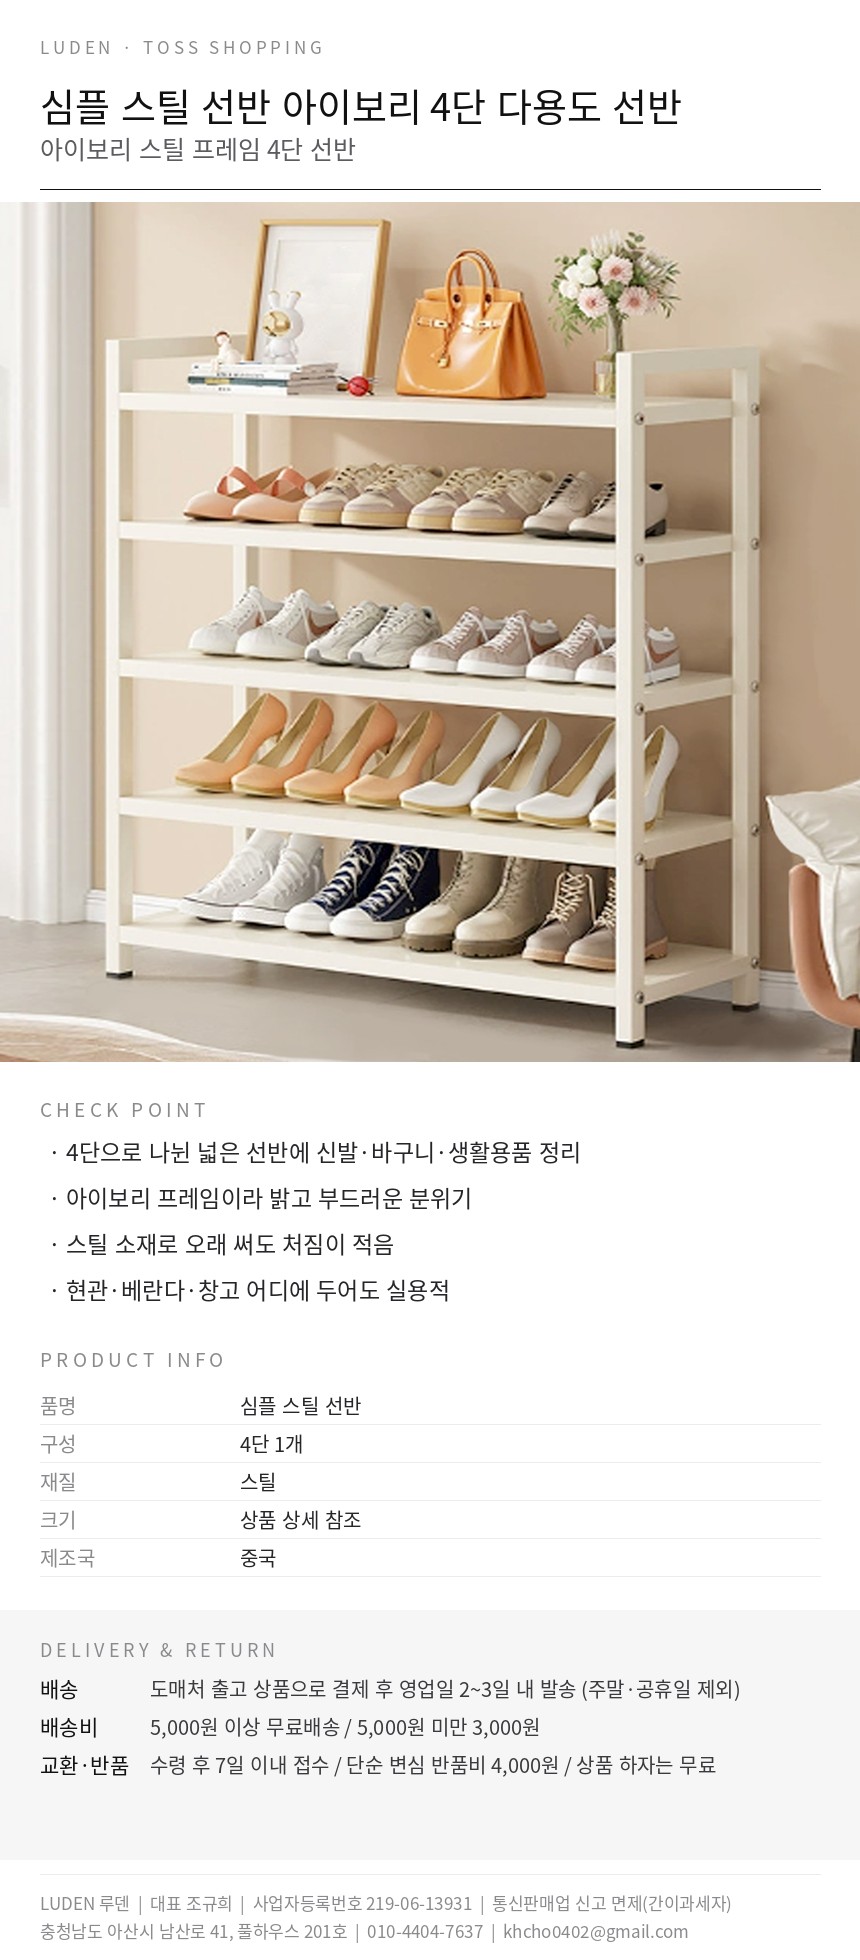 LUDEN · TOSS SHOPPING
심플 스틸 선반 아이보리 4단 다용도 선반
아이보리 스틸 프레임 4단 선반
CHECK POINT
· 4단으로 나뉜 넓은 선반에 신발·바구니·생활용품 정리
· 아이보리 프레임이라 밝고 부드러운 분위기
· 스틸 소재로 오래 써도 처짐이 적음
· 현관·베란다·창고 어디에 두어도 실용적
PRODUCT INFO
품명 심플 스틸 선반
구성 4단 1개
재질 스틸
크기 상품 상세 참조
제조국 중국
DELIVERY & RETURN
배송 도매처 출고 상품으로 결제 후 영업일 2~3일 내 발송 (주말·공휴일 제외)
배송비 5,000원 이상 무료배송 / 5,000원 미만 3,000원
교환·반품 수령 후 7일 이내 접수 / 단순 변심 반품비 4,000원 / 상품 하자는 무료
LUDEN 루덴 | 대표 조규희 | 사업자등록번호 219-06-13931 | 통신판매업 신고 면제(간이과세자)
충청남도 아산시 남산로 41, 풀하우스 201호 | 010-4404-7637 | khcho0402@gmail.com